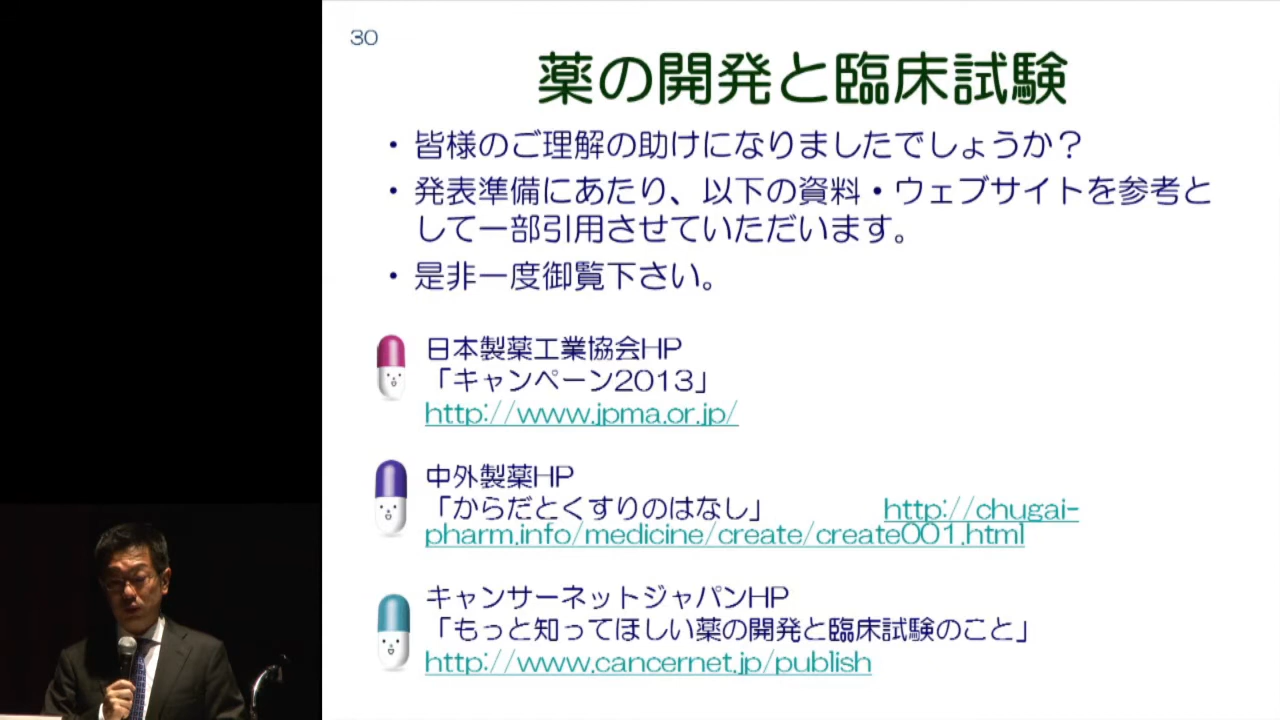 30
薬の開発と臨床試験
・皆様のご理解の助けになりましたでしょうか？
・発表準備にあたり、以下の資料・ウェブサイトを参考と
して一部引用させていただいます。
・是非一度御覧下さい。
日本製薬工業協会HP
「キャンペーン2013」
http://www.jpma.or.jp/
中外製薬HP
「からだとくすりのはなし」 http://chugai-
pharm.info/medicine/create/create001.html
キャンサーネットジャパンHP
「もっと知ってほしい薬の開発と臨床試験のこと」
http://www.cancernet.jp/publish